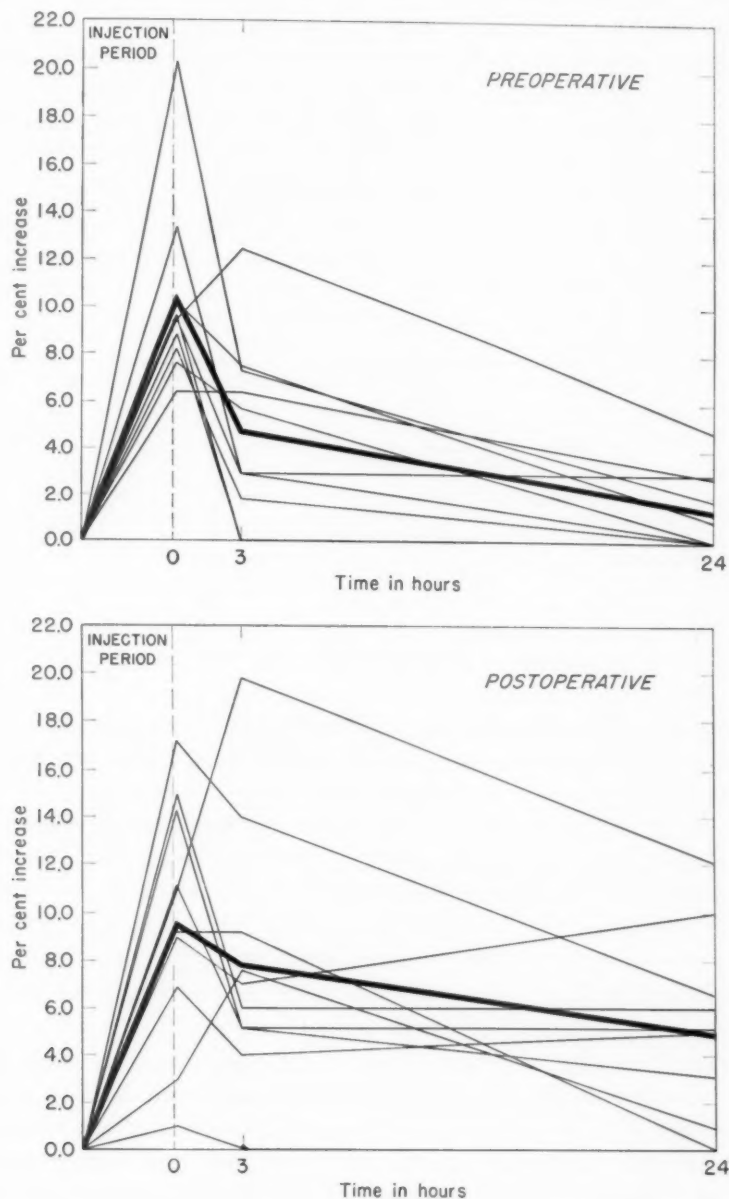 22.0
INJECTION
PERIOD
20.0
PREOPERATIVE
18.0
16.0
14.0
12.0
10.0
8.0
6.0
4.0
2.0
0.0
Per cent increase
0 3 24
Time in hours
22.0
INJECTION
PERIOD
20.0
POSTOPERATIVE
18.0
16.0
14.0
12.0
10.0
8.0
6.0
4.0
2.0
0.0
Per cent increase
0 3 24
Time in hours